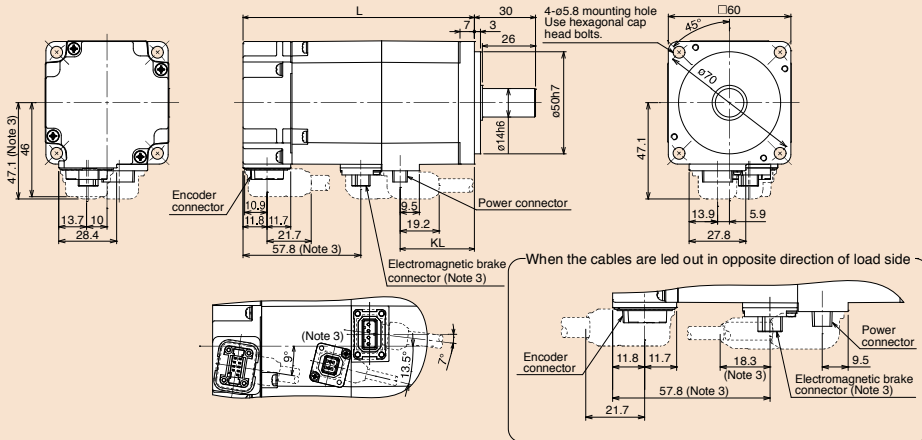 L
30
7
3
26
4-ø5.8 mounting hole
Use hexagonal cap
head bolts.
□60
45°
ø70
47.1 (Note 3)
46
ø50h7
ø14h6
47.1
Encoder
connector
Power connector
10.9
11.8
11.7
9.5
19.2
21.7
57.8 (Note 3)
KL
13.7
10
28.4
13.9
5.9
27.8
Electromagnetic brake
connector (Note 3)
When the cables are led out in opposite direction of load side
(Note 3)
9°
13.5°
7°
Encoder
connector
11.8
11.7
18.3
(Note 3)
9.5
Power
connector
57.8 (Note 3)
Electromagnetic brake
connector (Note 3)
21.7